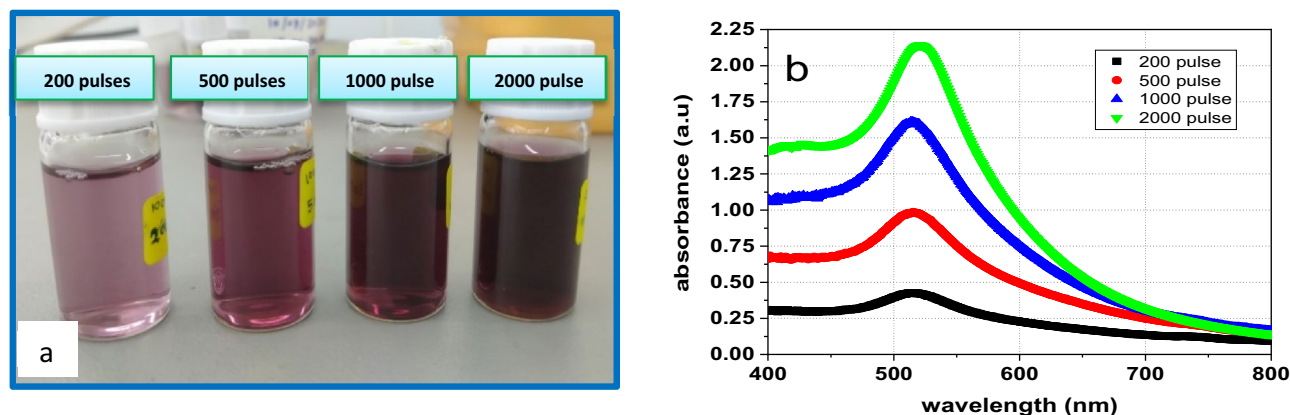 200 pulses
500 pulses
1000 pulse
2000 pulse
a
b
200 pulse
500 pulse
1000 pulse
2000 pulse
2.25
2.00
1.75
1.50
1.25
1.00
0.75
0.50
0.25
0.00
absorbance (a.u)
400
500
600
700
800
wavelength (nm)